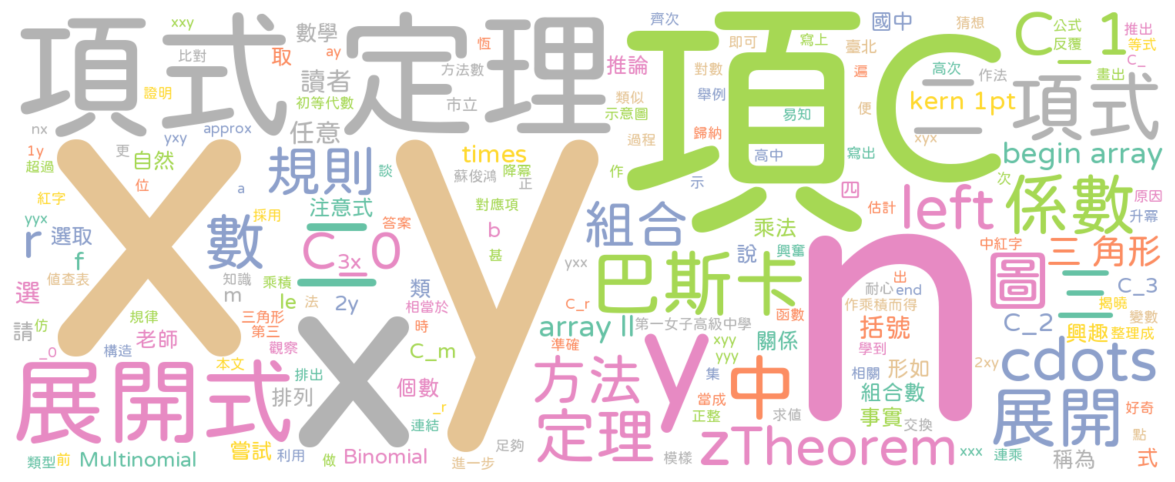 項式定理
x
y
項
C
n
項式
展開式
x
y
規則
數
r
f
C_0
圖
三
二
一
中
組合
巴斯卡
係數
left
begin array
kern 1pt
C_1
三 角形
cdots
展開
方法
定理
zTheorem
array ll
times
C_2
C_3
C_m
Multinomial
Binomial
排列
個數
老師
嘗試
自然
選取
選
請
讀者
任意
推論
數學
取
注意式
3x
2y
le
m
類
b
a
說
乘法
關係
括號
組合數
事實
形如
興趣
稱為
式
國中
四
xxy
比對
ay
方法數
恆
初等代數
證明
nx
yxy
approx
更
1y
超過
位
談
蘇俊鴻
降冪
正
紅字
yyx
採用
答案
對應項
甚
值查表
知識
乘積
法
相當於
時
仿
規律
三角形
第三
_0
構造
觀察
本文
排出
連結
_r
利用
做
類型
前
足夠
進一步
模樣
齊次
猜想
公式
反覆
推出
等式
C_
畫出
即可
寫上
臺北
遍
高次
作法
對數
舉例
便
類似
示意圖
市立
易知
過程
歸納
xyx
高中
寫出
作
示
次
估計
原因
升冪
yxx
興奮
中紅字
出
耐心
end
C_r
第一女子高級中學
函數
作乘積而得
揭曉
變數
準確
xyy
yyy
學到
整理成
集
當成
正整
相關
2xy
求值
交換
好奇
點
xxx
連乘